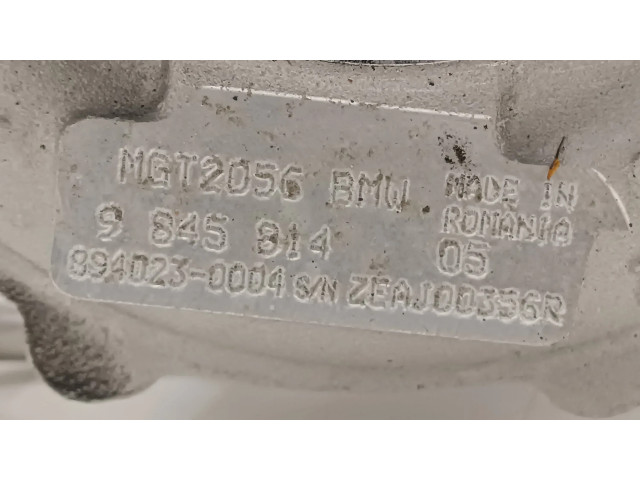 MGT2056 BMW MADE IN
ROMANIA
9 845 814 05
894023-0004 S/N ZEAJ00356R